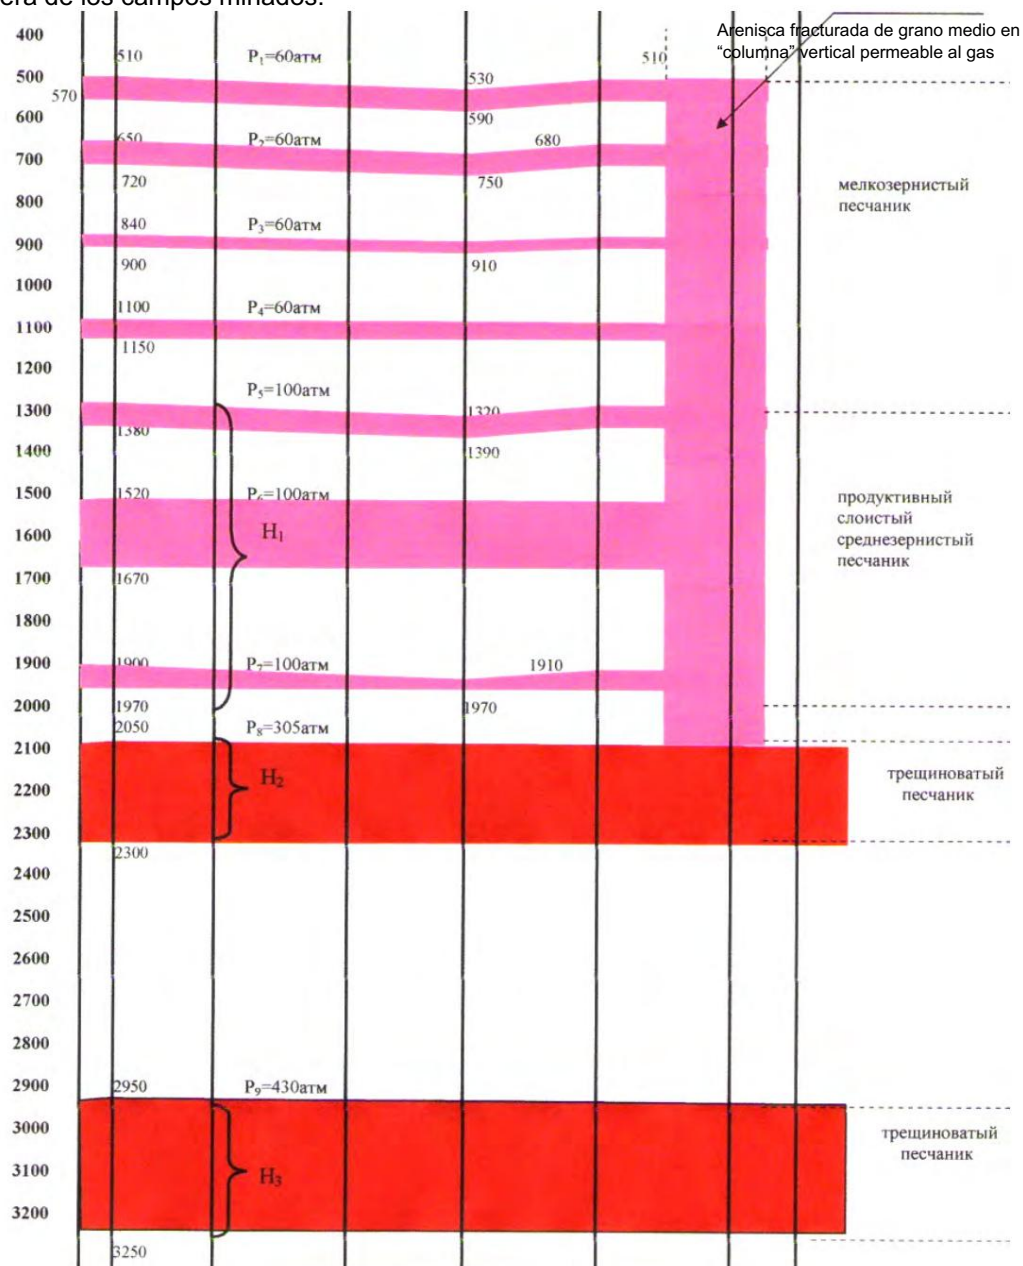 era de los campos minados.
Arenisca fracturada de grano medio en
“columna” vertical permeable al gas
400
510
P₁=60атм
510
500
570
530
600
590
650
P₂=60атм
680
700
720
750
мелкозернистый
песчаник
800
840
P₃=60атм
900
900
910
1000
1100
P₄=60атм
1100
1150
1200
P₅=100атм
1300
1320
1380
1400
1390
1500
1520
P₆=100атм
продуктивный
слоистый
среднезернистый
песчаник
1600
H₁
1700
1670
1800
1900
1900
P₇=100атм
1910
2000
1970
1970
2050
P₈=305атм
2100
H₂
трещиноватый
песчаник
2200
2300
2300
2400
2500
2600
2700
2800
2900
2950
P₉=430атм
3000
трещиноватый
песчаник
3100
H₃
3200
3250